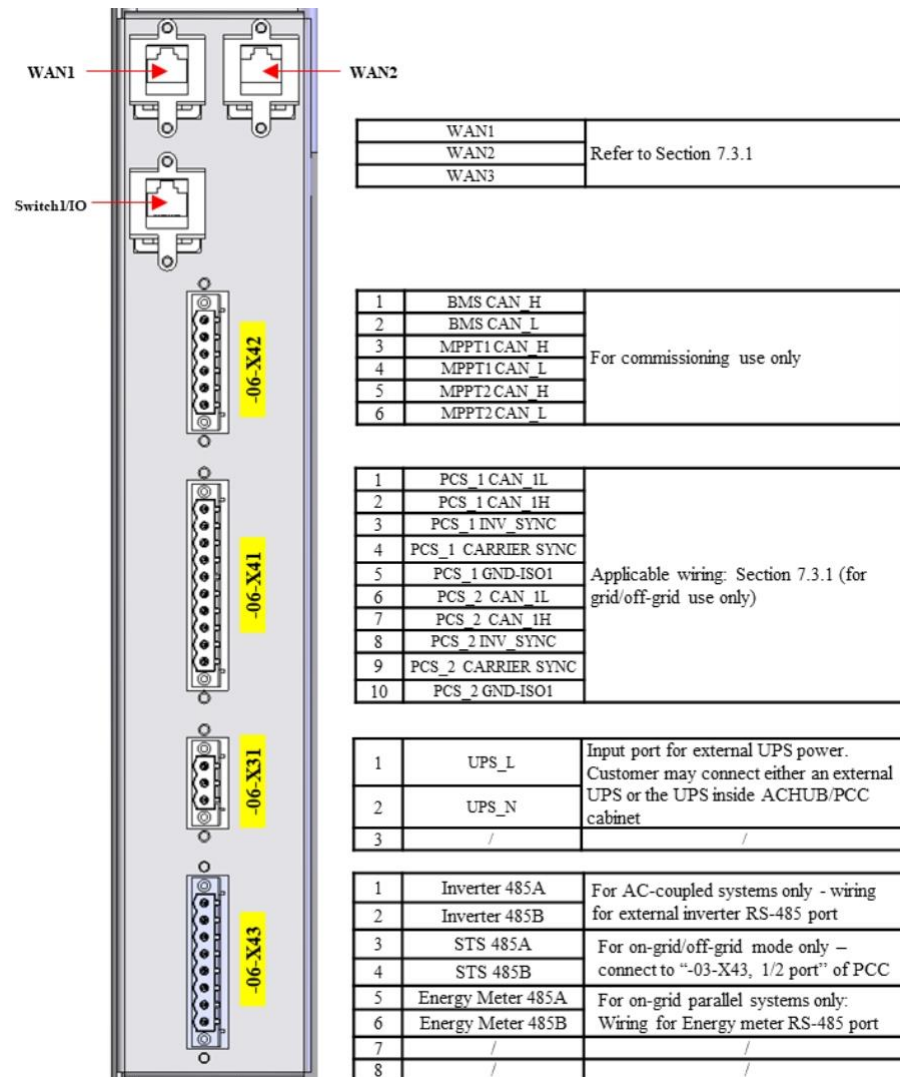 WAN1
WAN2
Switch1/IO
WAN1
WAN2
WAN3
Refer to Section 7.3.1
-06-X42
1 BMS CAN_H
2 BMS CAN_L
3 MPPT1 CAN_H
4 MPPT1 CAN_L
5 MPPT2 CAN_H
6 MPPT2 CAN_L
For commissioning use only
-06-X41
1 PCS_1 CAN_1L
2 PCS_1 CAN_1H
3 PCS_1 INV_SYNC
4 PCS_1 CARRIER SYNC
5 PCS_1 GND-ISO1
6 PCS_2 CAN_1L
7 PCS_2 CAN_1H
8 PCS_2 INV_SYNC
9 PCS_2 CARRIER SYNC
10 PCS_2 GND-ISO1
Applicable wiring: Section 7.3.1 (for
grid/off-grid use only)
-06-X31
1 UPS_L
2 UPS_N
Input port for external UPS power.
Customer may connect either an external
UPS or the UPS inside ACHUB/PCC
cabinet
3 / /
-06-X43
1 Inverter 485A
2 Inverter 485B
For AC-coupled systems only - wiring
for external inverter RS-485 port
3 STS 485A
4 STS 485B
For on-grid/off-grid mode only –
connect to “-03-X43, 1/2 port” of PCC
5 Energy Meter 485A
6 Energy Meter 485B
For on-grid parallel systems only:
Wiring for Energy meter RS-485 port
7 / /
8 / /